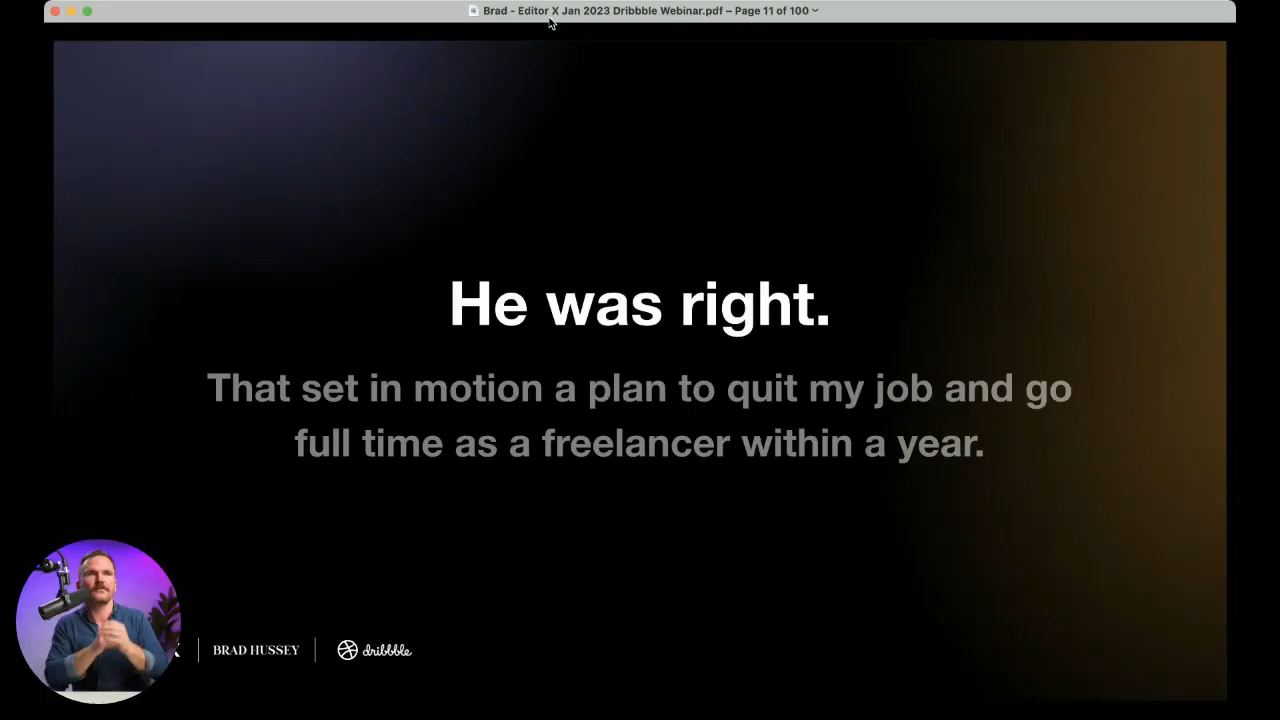 Brad - Editor X Jan 2023 Dribbble Webinar.pdf – Page 11 of 100
He was right.
That set in motion a plan to quit my job and go
full time as a freelancer within a year.
BRAD HUSSEY
dribbble